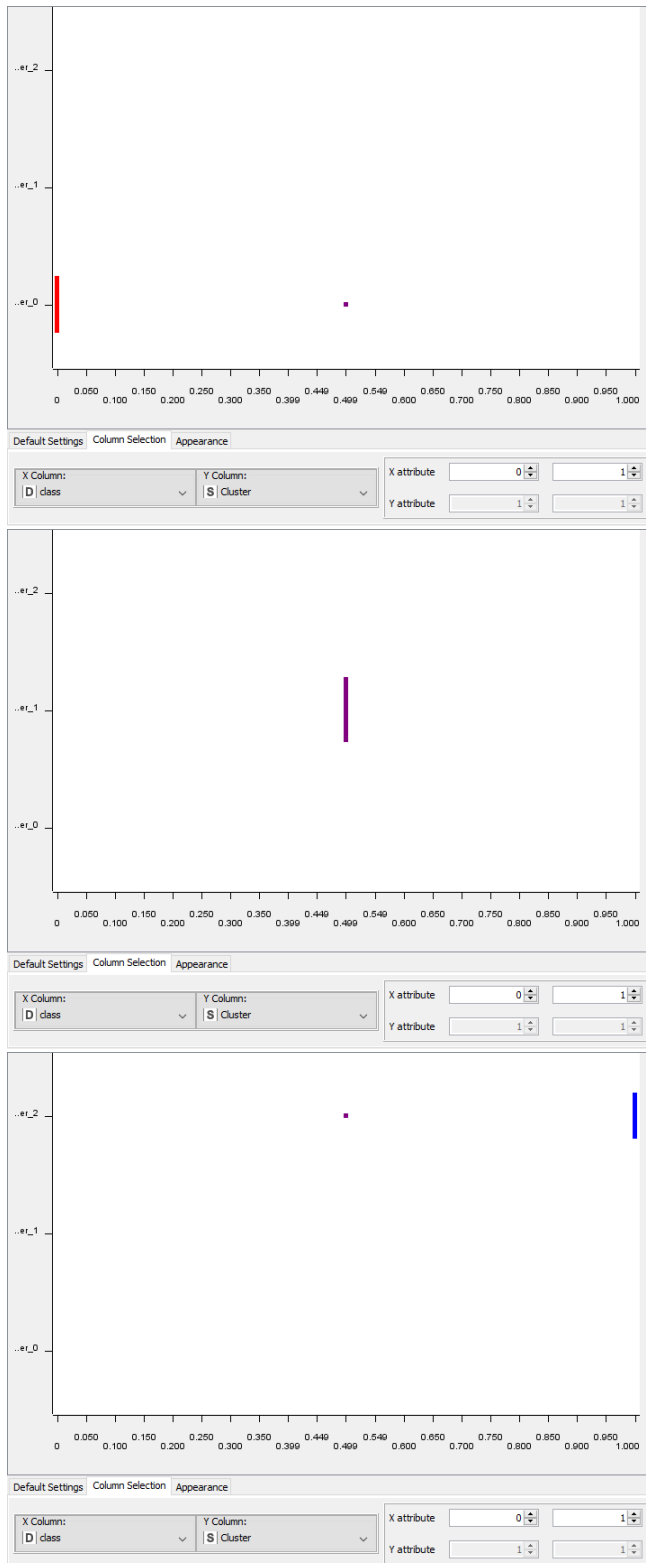 ..er_2
..er_1
..er_0
0.050 0.150 0.250 0.350 0.449 0.549 0.650 0.750 0.850 0.950
0 0.100 0.200 0.300 0.399 0.499 0.600 0.700 0.800 0.900 1.000
Default Settings Column Selection Appearance
X Column: Y Column: X attribute 0 1
D class S Cluster
Y attribute 1 1
..er_2
..er_1
..er_0
0.050 0.150 0.250 0.350 0.449 0.549 0.650 0.750 0.850 0.950
0 0.100 0.200 0.300 0.399 0.499 0.600 0.700 0.800 0.900 1.000
Default Settings Column Selection Appearance
X Column: Y Column: X attribute 0 1
D class S Cluster
Y attribute 1 1
..er_2
..er_1
..er_0
0.050 0.150 0.250 0.350 0.449 0.549 0.650 0.750 0.850 0.950
0 0.100 0.200 0.300 0.399 0.499 0.600 0.700 0.800 0.900 1.000
Default Settings Column Selection Appearance
X Column: Y Column: X attribute 0 1
D class S Cluster
Y attribute 1 1